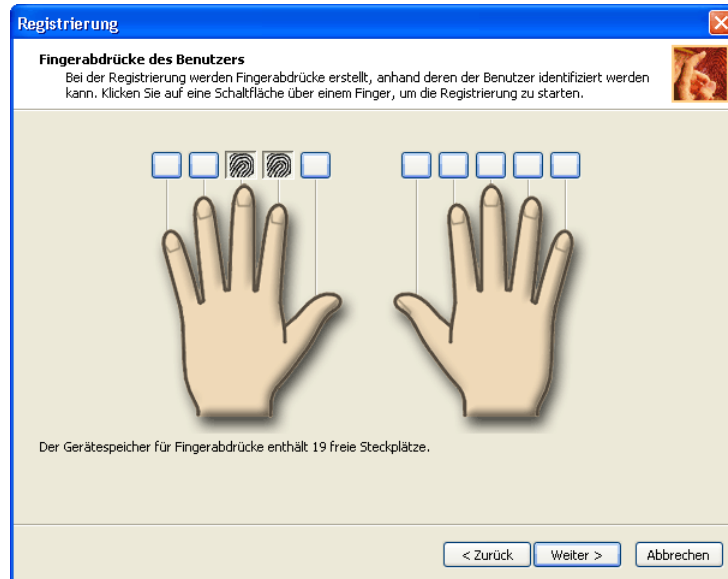 Registrierung
Fingerabdrücke des Benutzers
Bei der Registrierung werden Fingerabdrücke erstellt, anhand deren der Benutzer identifiziert werden
kann. Klicken Sie auf eine Schaltfläche über einem Finger, um die Registrierung zu starten.
Der Gerätespeicher für Fingerabdrücke enthält 19 freie Steckplätze.
< Zurück Weiter > Abbrechen